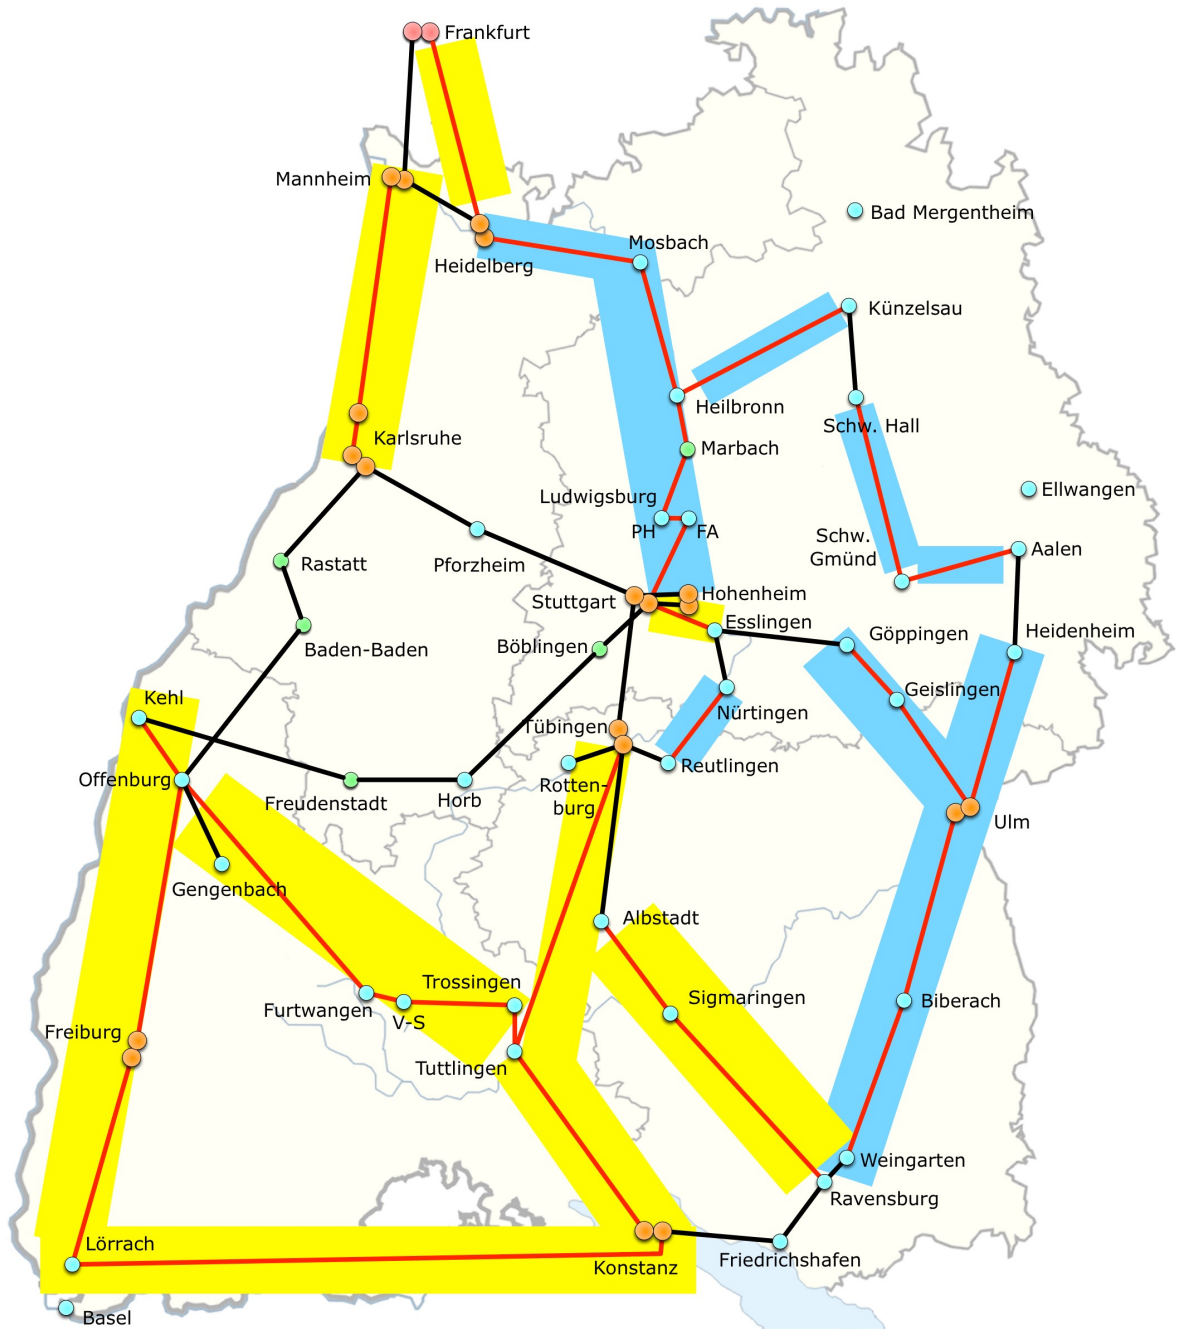 Frankfurt
Mannheim
Bad Mergentheim
Mosbach
Heidelberg
Künzelsau
Heilbronn
Schw. Hall
Karlsruhe
Marbach
Ludwigsburg
Ellwangen
PH
FA
Schw.
Gmünd
Aalen
Rastatt
Pforzheim
Hohenheim
Stuttgart
Esslingen
Göppingen
Heidenheim
Baden-Baden
Böblingen
Geislingen
Kehl
Nürtingen
Tübingen
Offenburg
Reutlingen
Rotten-
burg
Freudenstadt
Horb
Ulm
Gengenbach
Albstadt
Trossingen
Sigmaringen
Biberach
Furtwangen
V-S
Freiburg
Tuttlingen
Weingarten
Ravensburg
Lörrach
Friedrichshafen
Konstanz
Basel